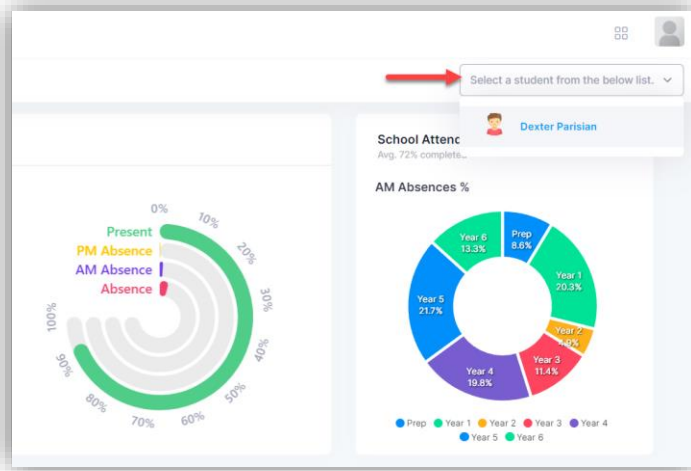 Select a student from the below list.
Dexter Parisian
School Attend
Avg. 72% completed
AM Absences %
0%
10%
20%
30%
40%
50%
60%
70%
80%
90%
100%
Present
PM Absence
AM Absence
Absence
Prep
8.6%
Year 1
20.3%
Year 2
Year 3
11.4%
Year 4
19.8%
Year 5
21.7%
Year 6
13.3%
Prep Year 1 Year 2 Year 3 Year 4
Year 5 Year 6